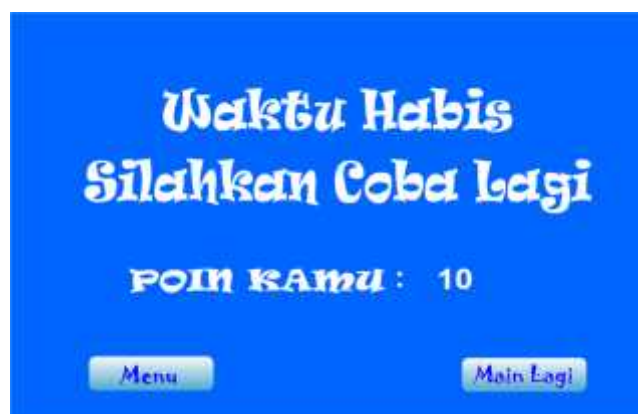 Waktu Habis
Silahkan Coba Lagi
POIN KAMU : 10
Menu
Main Lagi